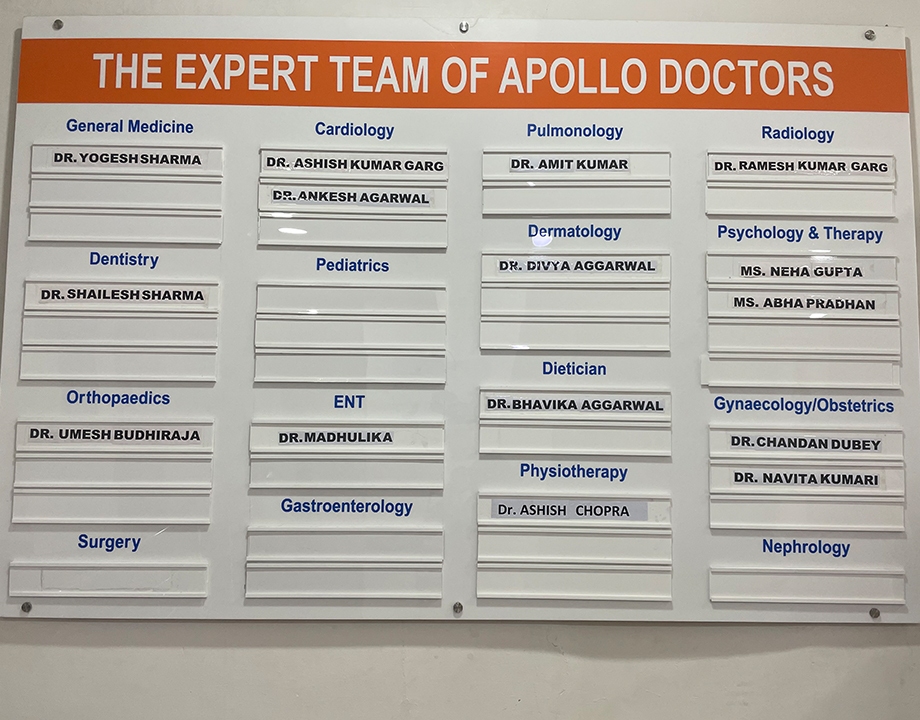 THE EXPERT TEAM OF APOLLO DOCTORS
General Medicine
DR. YOGESH SHARMA
Dentistry
DR. SHAILESH SHARMA
Orthopaedics
DR. UMESH BUDHIRAJA
Surgery
Cardiology
DR. ASHISH KUMAR GARG
DR. ANKESH AGARWAL
Pediatrics
ENT
DR. MADHULIKA
Gastroenterology
Pulmonology
DR. AMIT KUMAR
Dermatology
DR. DIVYA AGGARWAL
Dietician
DR. BHAVIKA AGGARWAL
Physiotherapy
Dr. ASHISH CHOPRA
Radiology
DR. RAMESH KUMAR GARG
Psychology & Therapy
MS. NEHA GUPTA
MS. ABHA PRADHAN
Gynaecology/Obstetrics
DR. CHANDAN DUBEY
DR. NAVITA KUMARI
Nephrology